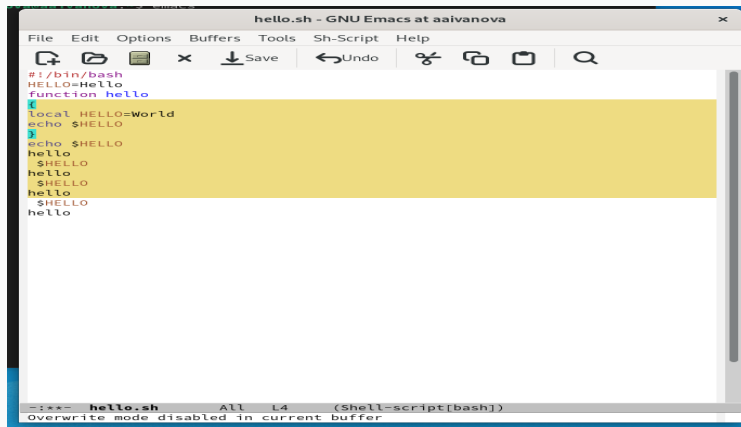 emacs
hello.sh - GNU Emacs at aaivanova
File Edit Options Buffers Tools Sh-Script Help
Save Undo
#!/bin/bash
HELLO=Hello
function hello
{
local HELLO=World
echo $HELLO
}
echo $HELLO
hello
 $HELLO
hello
 $HELLO
hello
 $HELLO
hello
-:**- hello.sh All L4 (Shell-script[bash])
Overwrite mode disabled in current buffer